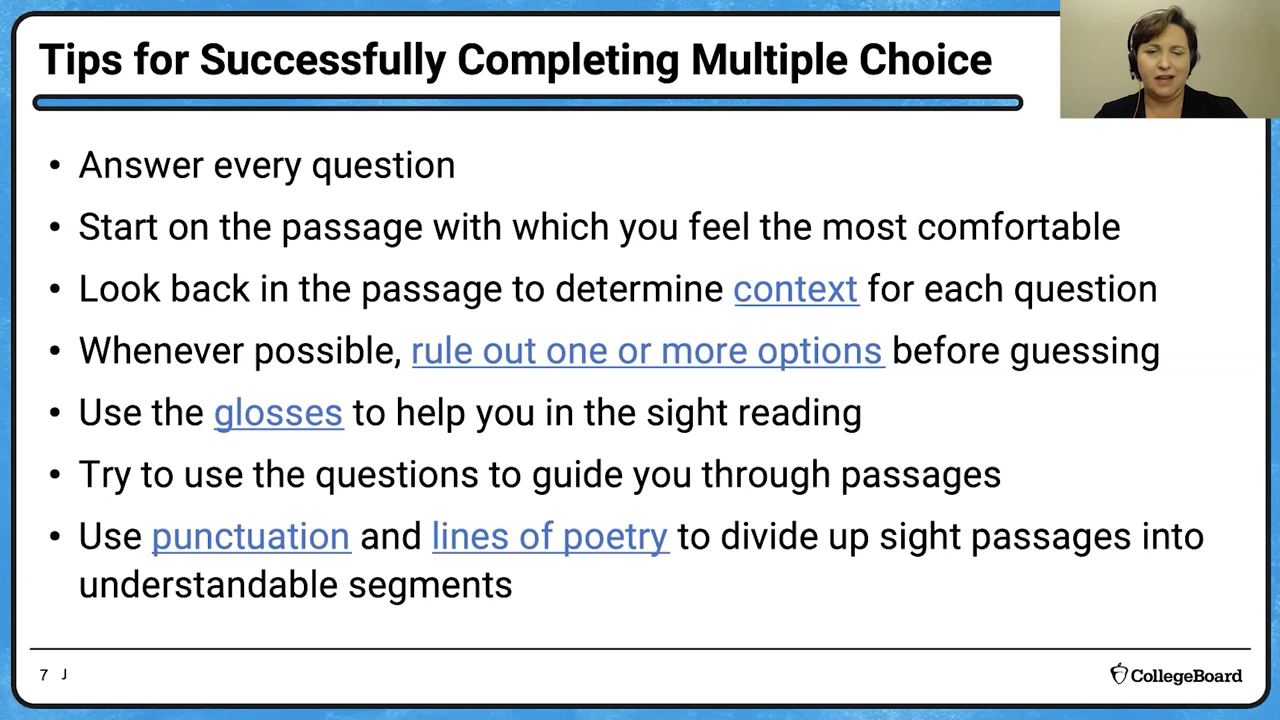 Tips for Successfully Completing Multiple Choice
• Answer every question
• Start on the passage with which you feel the most comfortable
• Look back in the passage to determine context for each question
• Whenever possible, rule out one or more options before guessing
• Use the glosses to help you in the sight reading
• Try to use the questions to guide you through passages
• Use punctuation and lines of poetry to divide up sight passages into
understandable segments
7 J
CollegeBoard